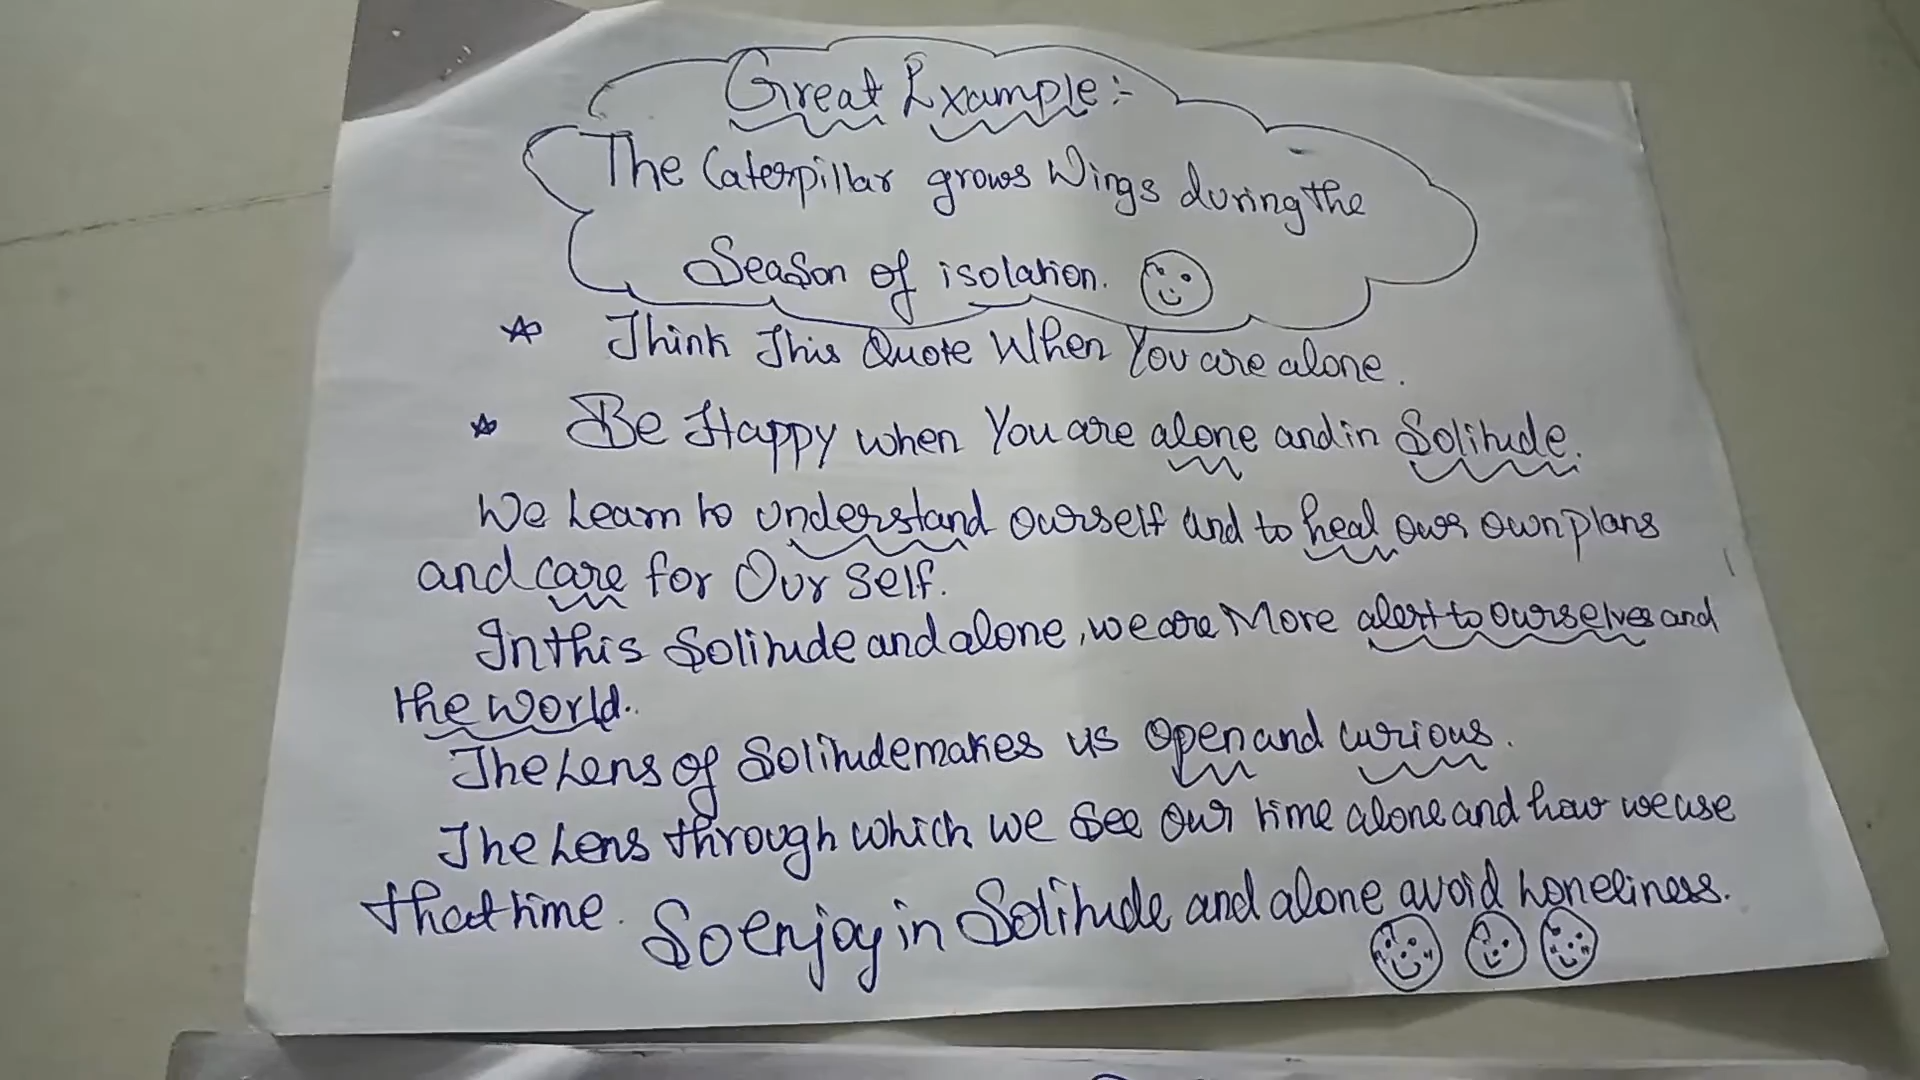 Great Example:-
The Caterpillar grows Wings during the
Season of isolation.
Think This Quote When You are alone.
Be Happy when You are alone and in Solitude.
We Learn to understand ourself and to heal our own plans
and care for Our Self.
In this Solitude and alone, we are More alert to ourselves and
the world.
The Lens of Solitude makes us open and curious.
The Lens through which we see our time alone and how we use
that time. So enjoy in Solitude and alone avoid Loneliness.